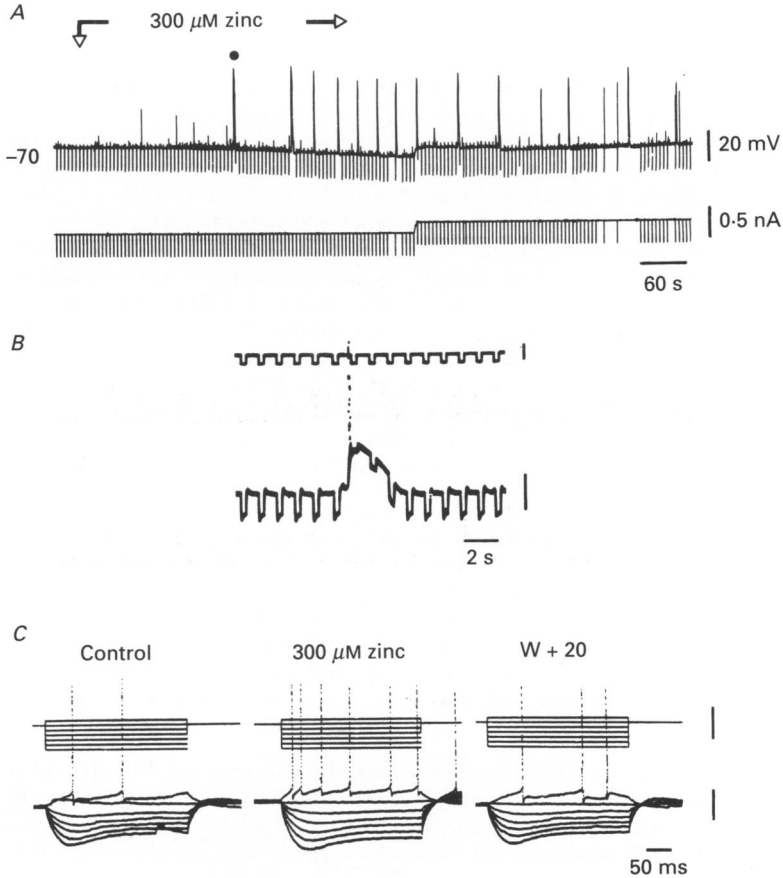 A
300 μM zinc
−70
20 mV
0·5 nA
60 s
B
2 s
C
Control
300 μM zinc
W + 20
50 ms